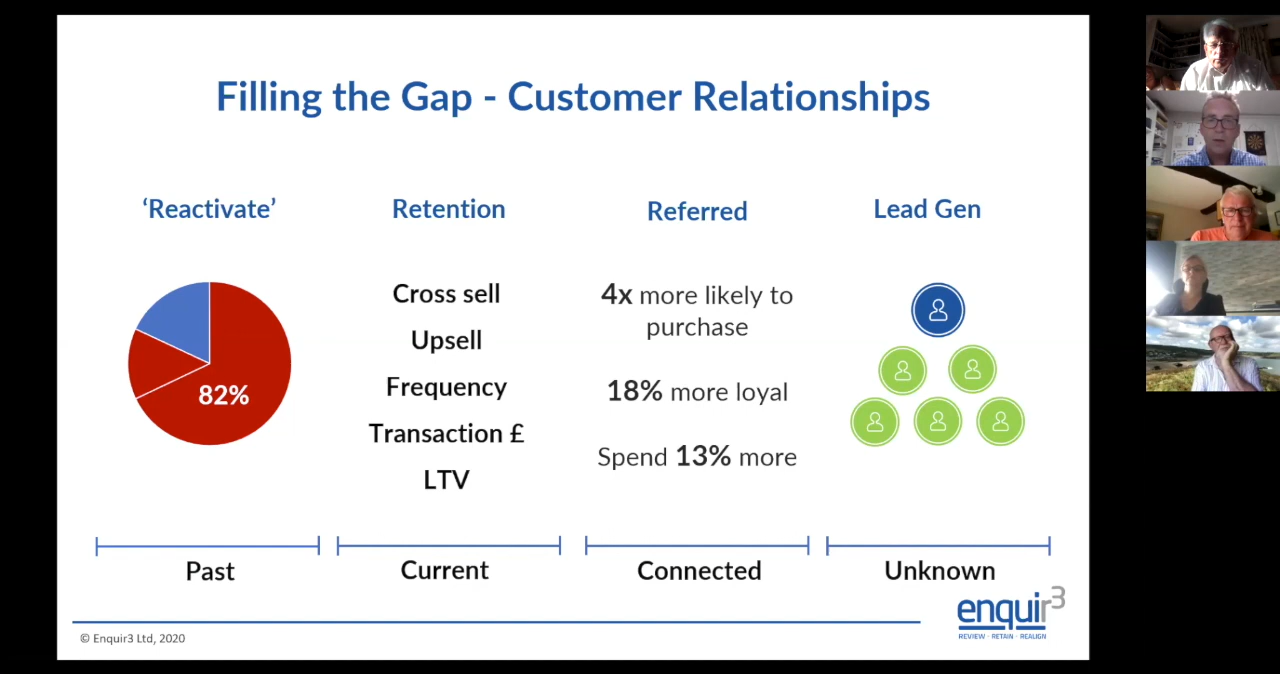 Filling the Gap - Customer Relationships
‘Reactivate’
82%
Past
Retention
Cross sell
Upsell
Frequency
Transaction £
LTV
Current
Referred
4x more likely to
purchase
18% more loyal
Spend 13% more
Connected
Lead Gen
Unknown
© Enquir3 Ltd, 2020
enquir3
REVIEW · RETAIN · REALIGN